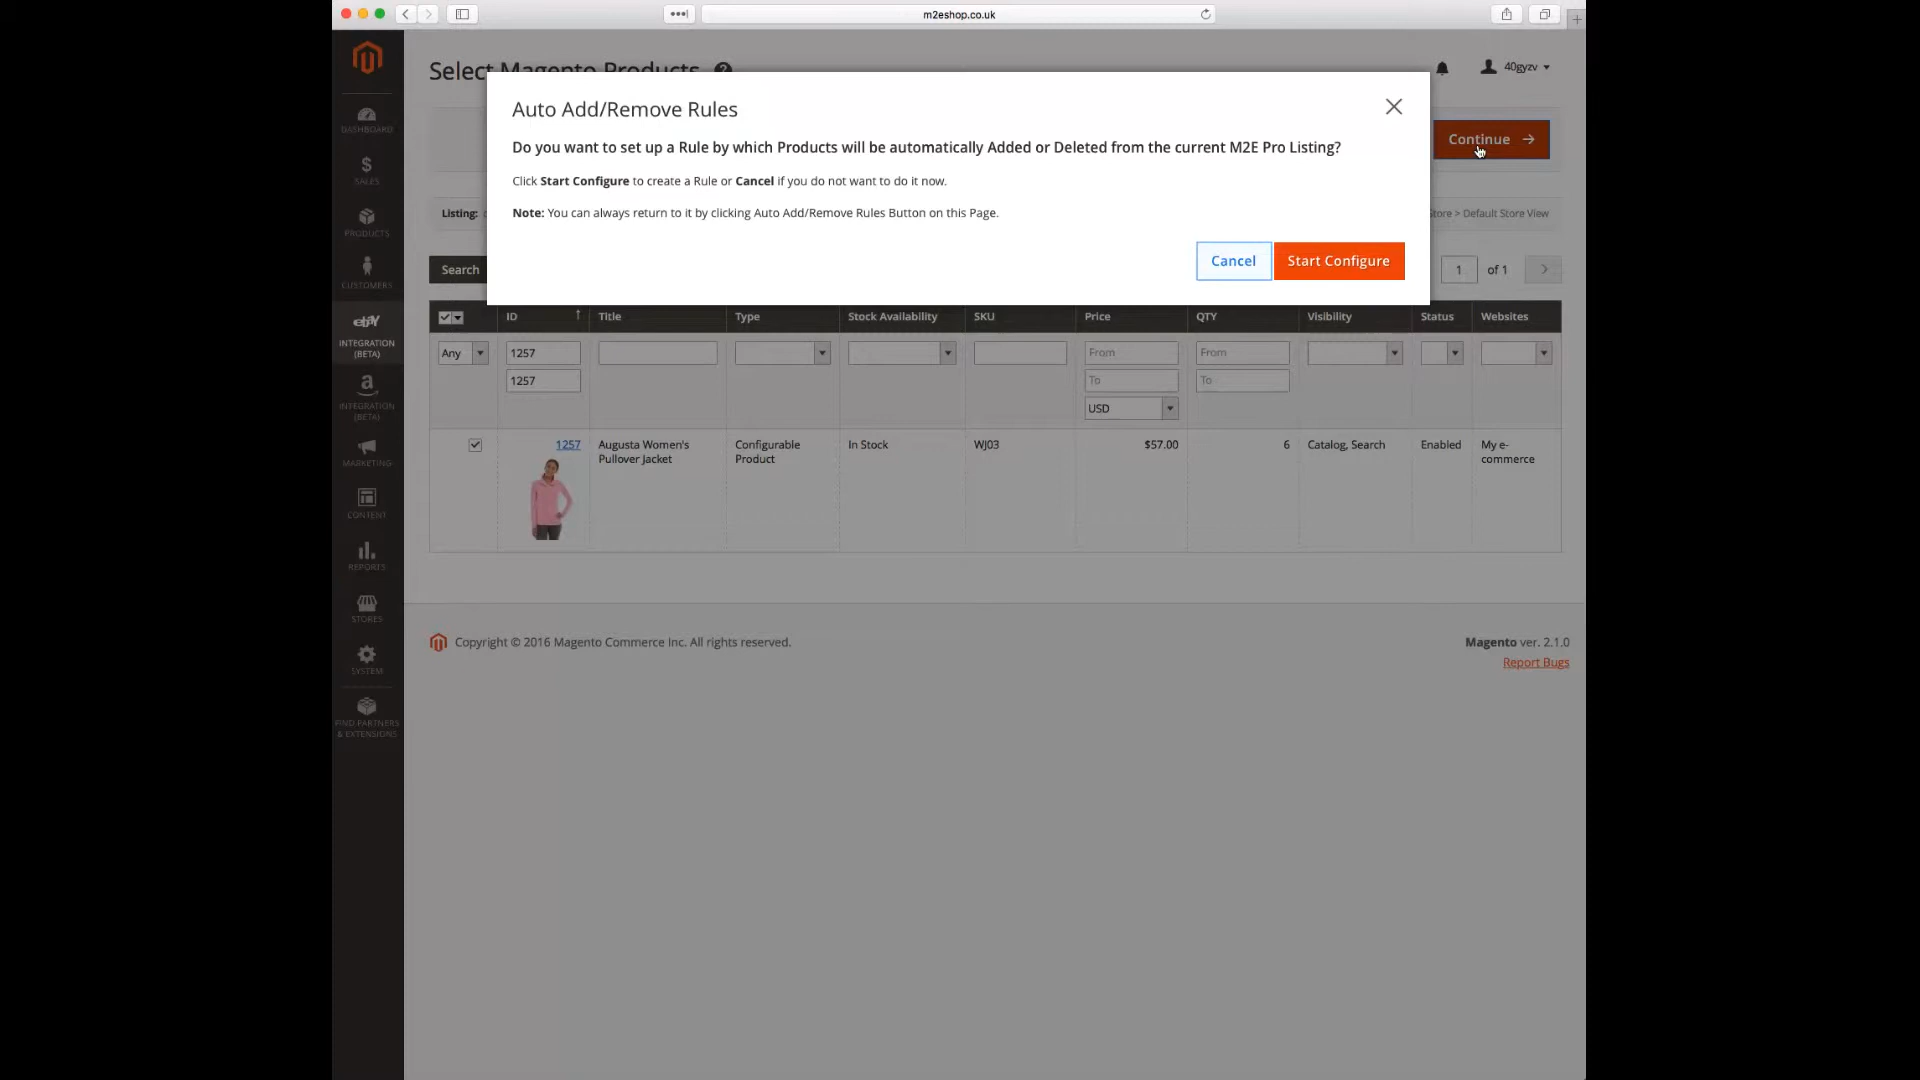 m2eshop.co.uk
Select Magento Products ?
40gyzv
Auto Add/Remove Rules
Do you want to set up a Rule by which Products will be automatically Added or Deleted from the current M2E Pro Listing?
Click Start Configure to create a Rule or Cancel if you do not want to do it now.
Note: You can always return to it by clicking Auto Add/Remove Rules Button on this Page.
Cancel Start Configure
Continue
Listing: Store > Default Store View
Search 1 of 1
DASHBOARD
$
SALES
PRODUCTS
CUSTOMERS
ebay
INTEGRATION
(BETA)
a
INTEGRATION
(BETA)
MARKETING
CONTENT
REPORTS
STORES
SYSTEM
FIND PARTNERS
& EXTENSIONS
ID ↑ Title Type Stock Availability SKU Price QTY Visibility Status Websites
Any 1257 From From
1257 To To
USD
1257 Augusta Women's Configurable In Stock WJ03 $57.00 6 Catalog, Search Enabled My e-
Pullover Jacket Product commerce
Copyright © 2016 Magento Commerce Inc. All rights reserved. Magento ver. 2.1.0
Report Bugs